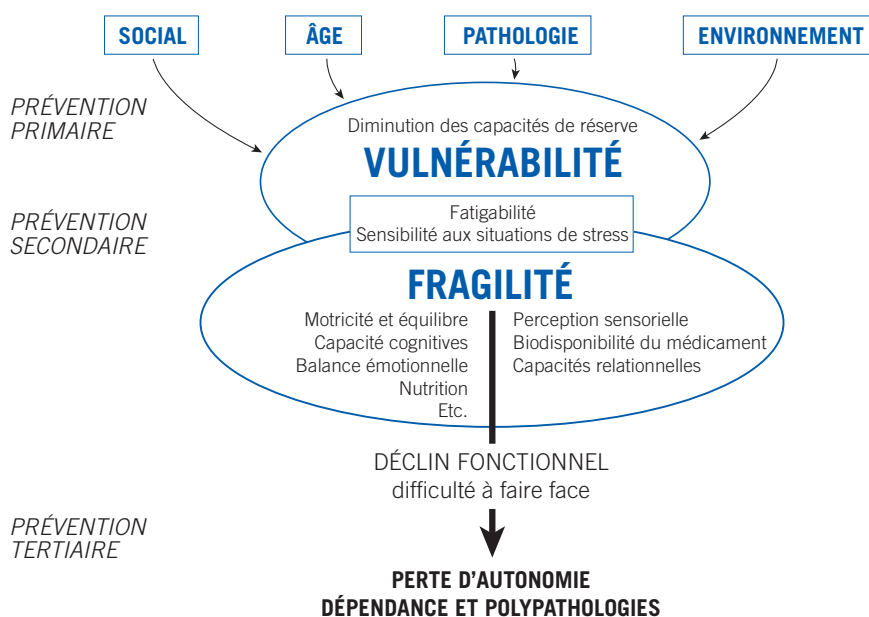 SOCIAL
ÂGE
PATHOLOGIE
ENVIRONNEMENT
PRÉVENTION
PRIMAIRE
Diminution des capacités de réserve
VULNÉRABILITÉ
PRÉVENTION
SECONDAIRE
Fatigabilité
Sensibilité aux situations de stress
FRAGILITÉ
Motricité et équilibre
Capacité cognitives
Balance émotionnelle
Nutrition
Etc.
Perception sensorielle
Biodisponibilité du médicament
Capacités relationnelles
DÉCLIN FONCTIONNEL
difficulté à faire face
PRÉVENTION
TERTIAIRE
PERTE D'AUTONOMIE
DÉPENDANCE ET POLYPATHOLOGIES